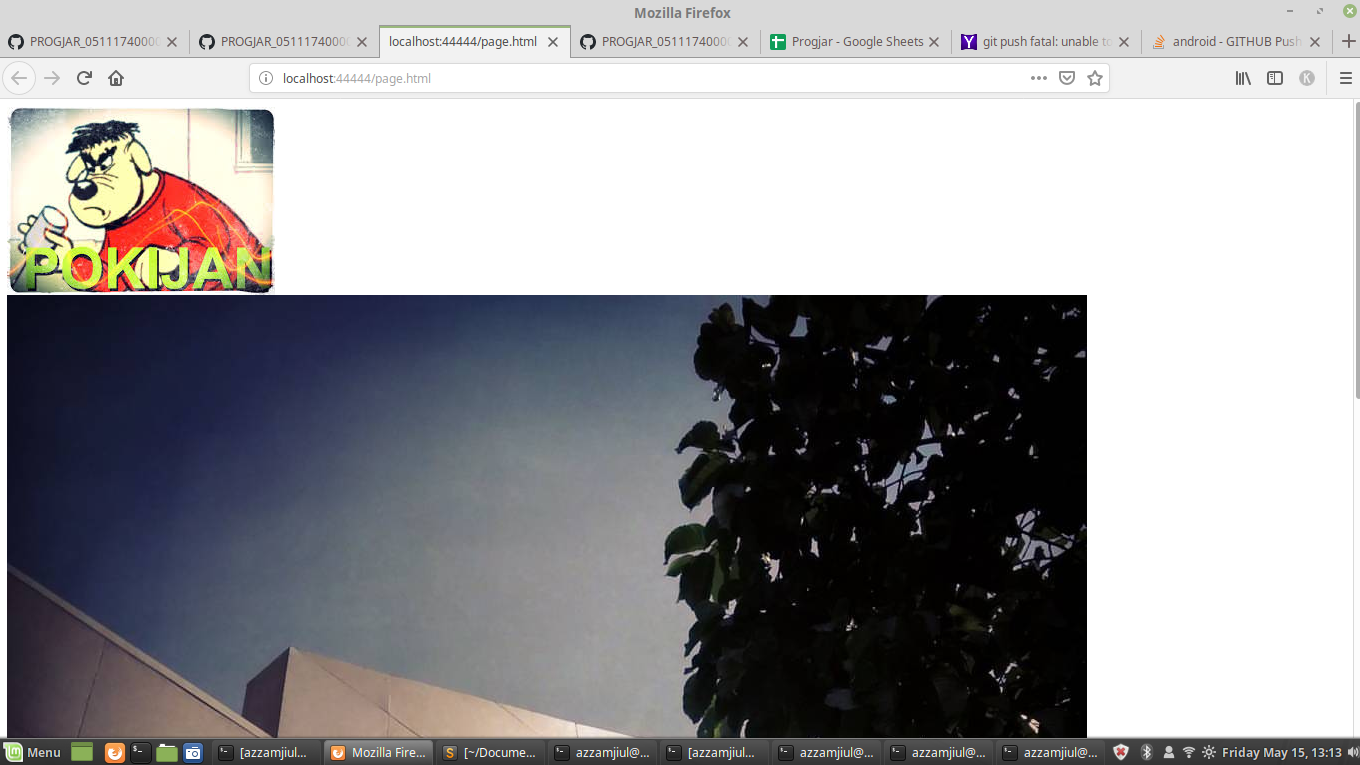 Mozilla Firefox
PROGJAR_05111740000
PROGJAR_05111740000
localhost:44444/page.html
PROGJAR_05111740000
Progjar - Google Sheets
git push fatal: unable to
android - GITHUB Push
localhost:44444/page.html
K
POKIJAN
Menu
[azzamjiul...
Mozilla Fire...
[~/Docume...
azzamjiul@...
[azzamjiul...
azzamjiul@...
azzamjiul@...
azzamjiul@...
Friday May 15, 13:13